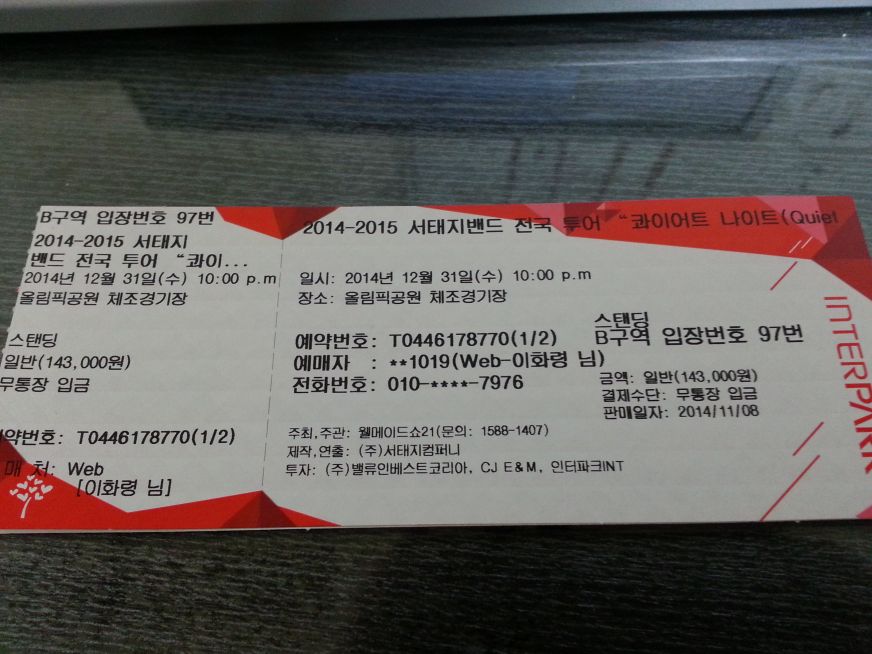 B구역 입장번호 97번
2014-2015 서태지
밴드 전국 투어 “콰이...
2014년 12월 31일(수) 10:00 p.m
올림픽공원 체조경기장
스탠딩
일반(143,000원)
무통장 입금
약번호: T0446178770(1/2)
매 처: Web
[이화령 님]
2014-2015 서태지밴드 전국 투어 “콰이어트 나이트(Quiet
일시: 2014년 12월 31일(수) 10:00 p.m
장소: 올림픽공원 체조경기장
스탠딩
B구역 입장번호 97번
예약번호: T0446178770(1/2)
예매자 : **1019(Web-이화령 님)
전화번호: 010-****-7976
금액: 일반(143,000원)
결제수단: 무통장 입금
판매일자: 2014/11/08
주최,주관: 웰메이드쇼21(문의: 1588-1407)
제작,연출: (주)서태지컴퍼니
투자: (주)밸류인베스트코리아, CJ E&M, 인터파크INT
INTERPARK